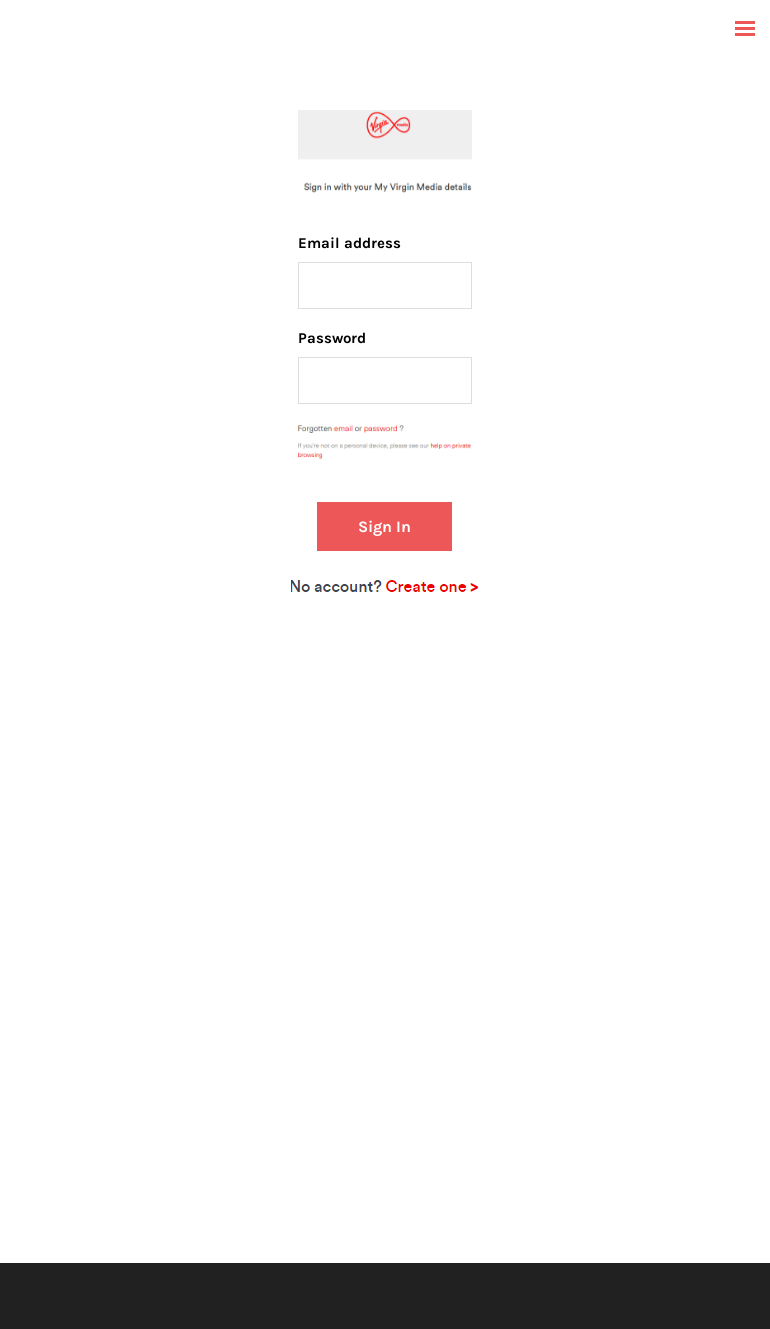 Virgin media
Sign in with your My Virgin Media details
Email address
Password
Forgotten email or password ?
If you're not on a personal device, please see our help on private
browsing
Sign In
No account? Create one >